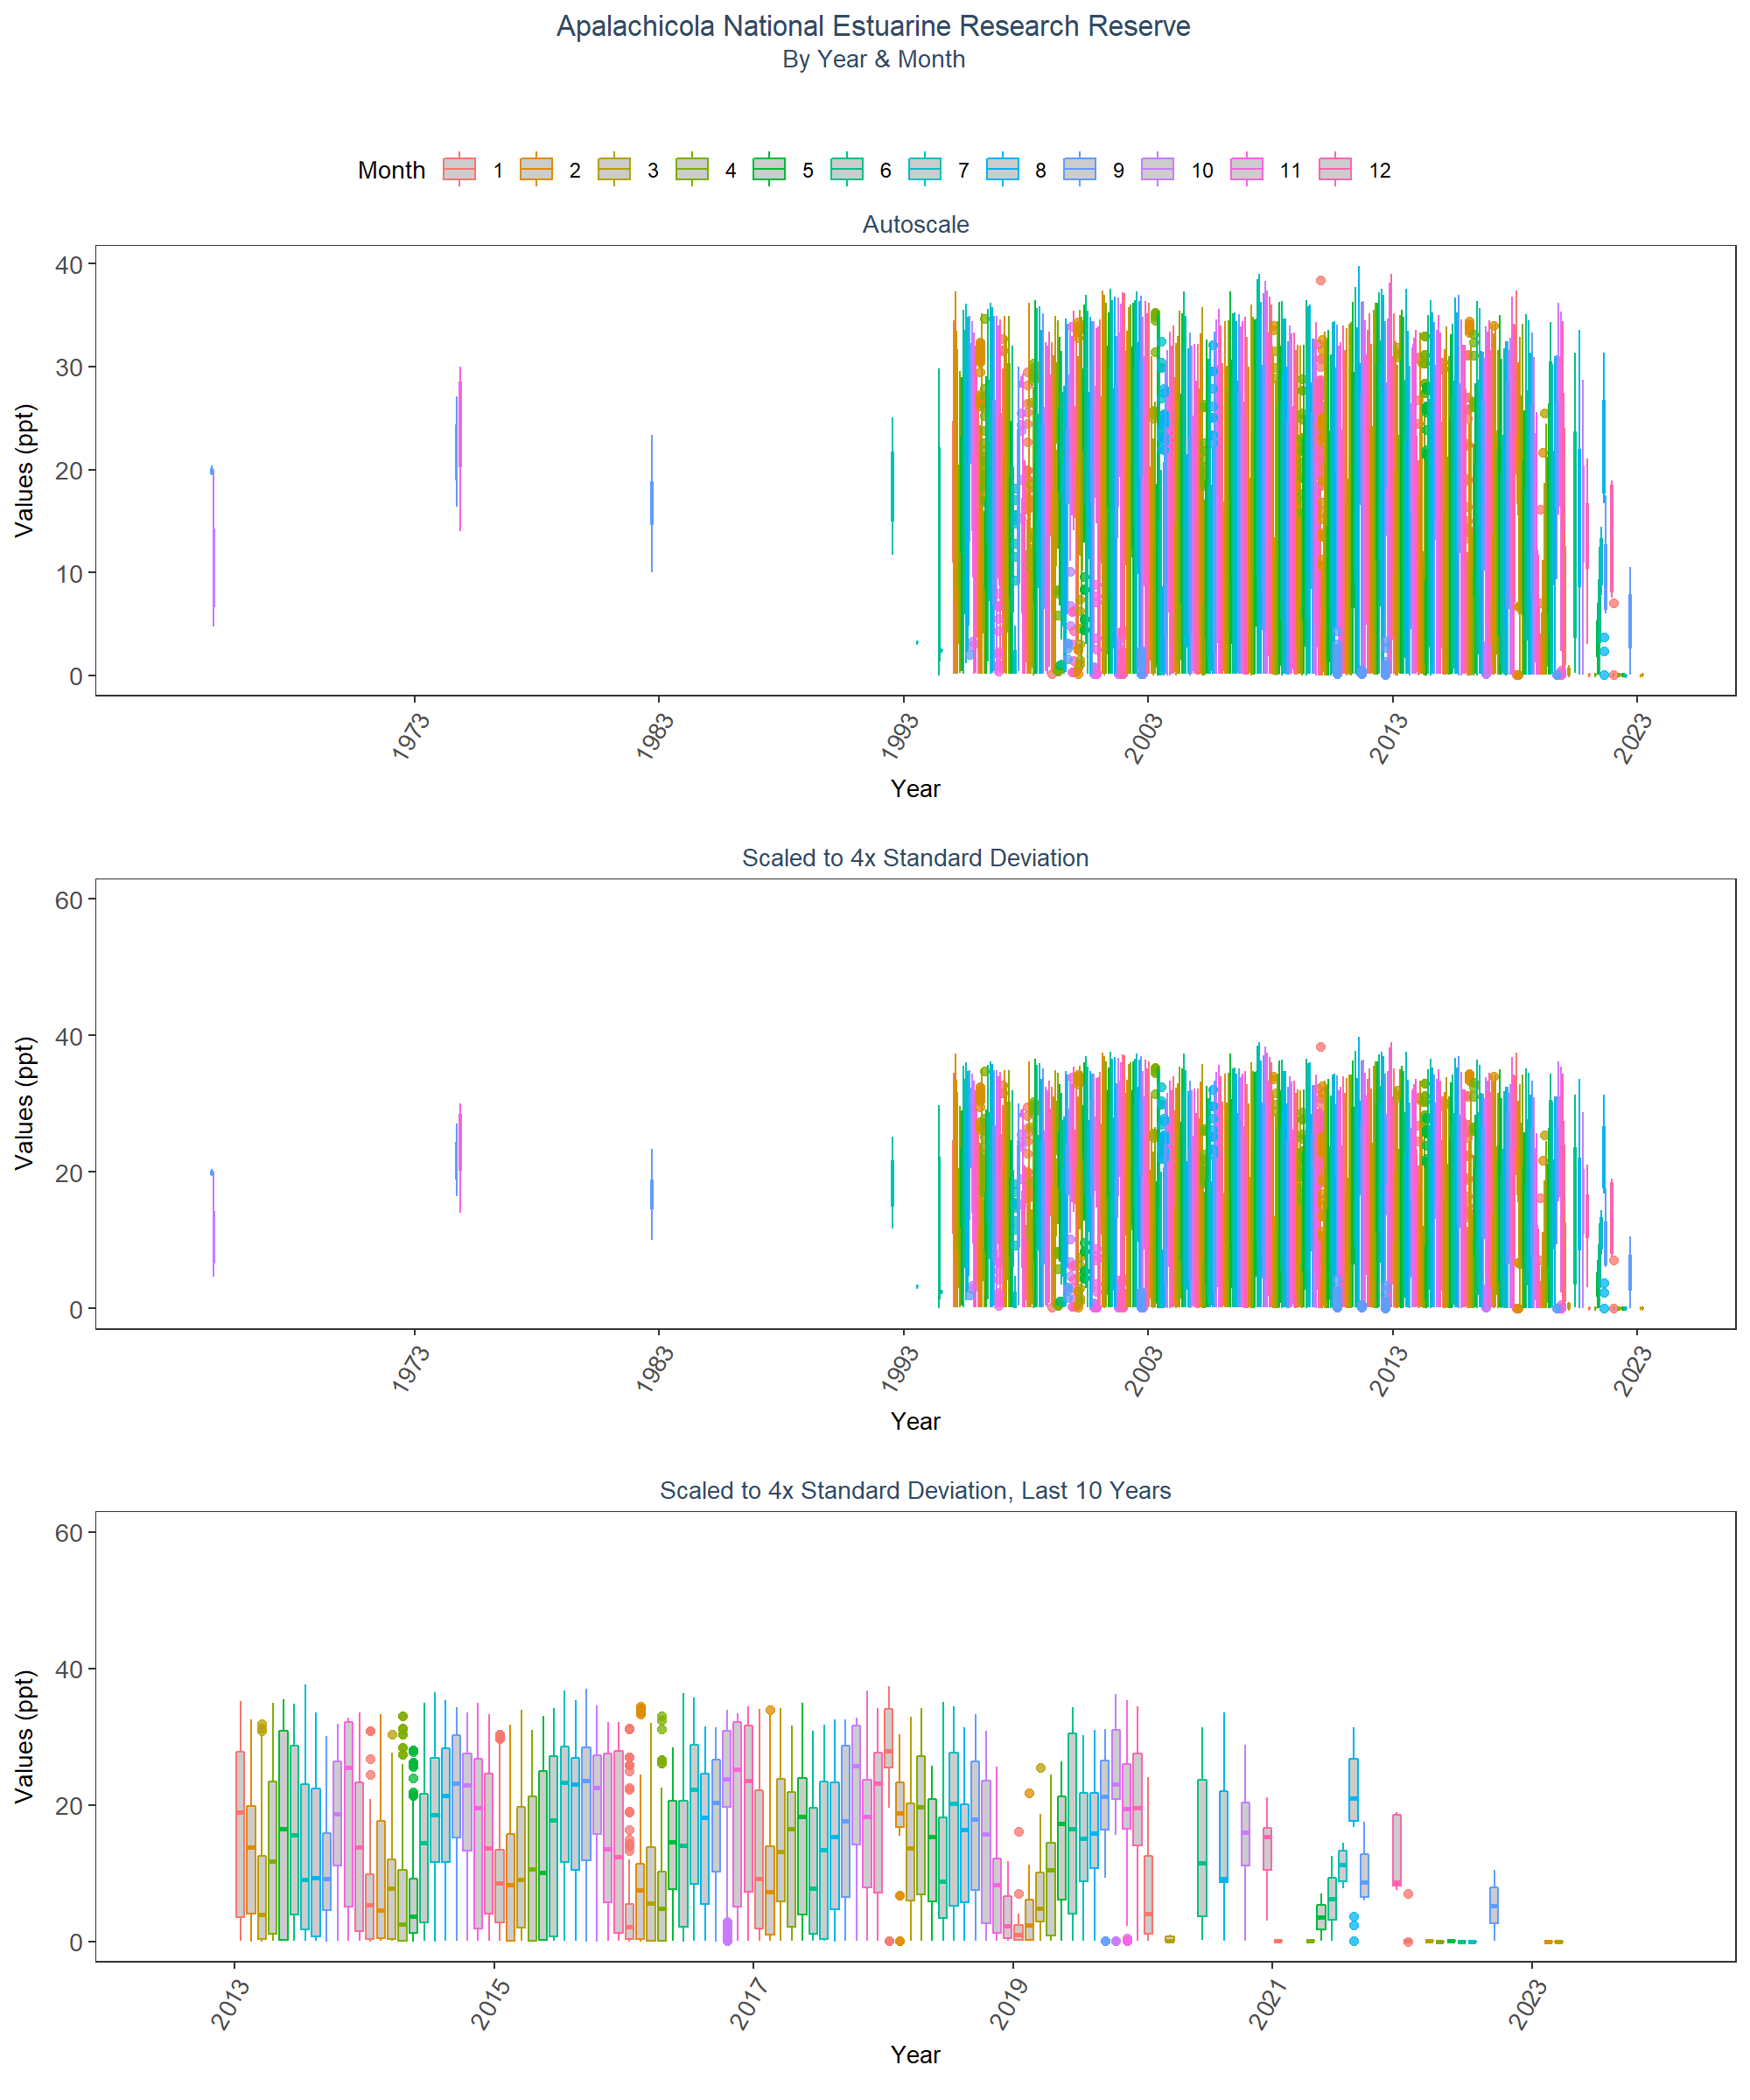 Apalachicola National Estuarine Research Reserve
By Year & Month
Month 1 2 3 4 5 6 7 8 9 10 11 12
Autoscale
Values (ppt)
40
30
20
10
0
1973 1983 1993 2003 2013 2023
Year
Scaled to 4x Standard Deviation
Values (ppt)
60
40
20
0
1973 1983 1993 2003 2013 2023
Year
Scaled to 4x Standard Deviation, Last 10 Years
Values (ppt)
60
40
20
0
2013 2015 2017 2019 2021 2023
Year